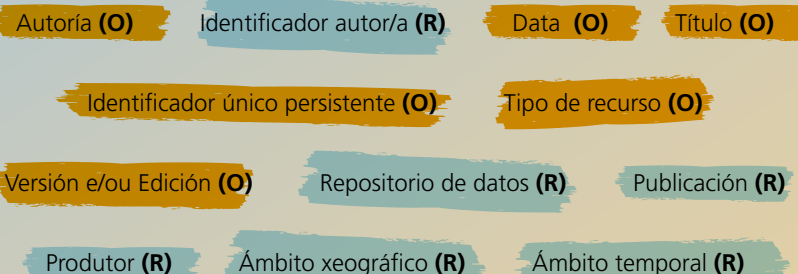 Autoría (O) Identificador autor/a (R) Data (O) Título (O)
Identificador único persistente (O) Tipo de recurso (O)
Versión e/ou Edición (O) Repositorio de datos (R) Publicación (R)
Produtor (R) Ámbito xeográfico (R) Ámbito temporal (R)